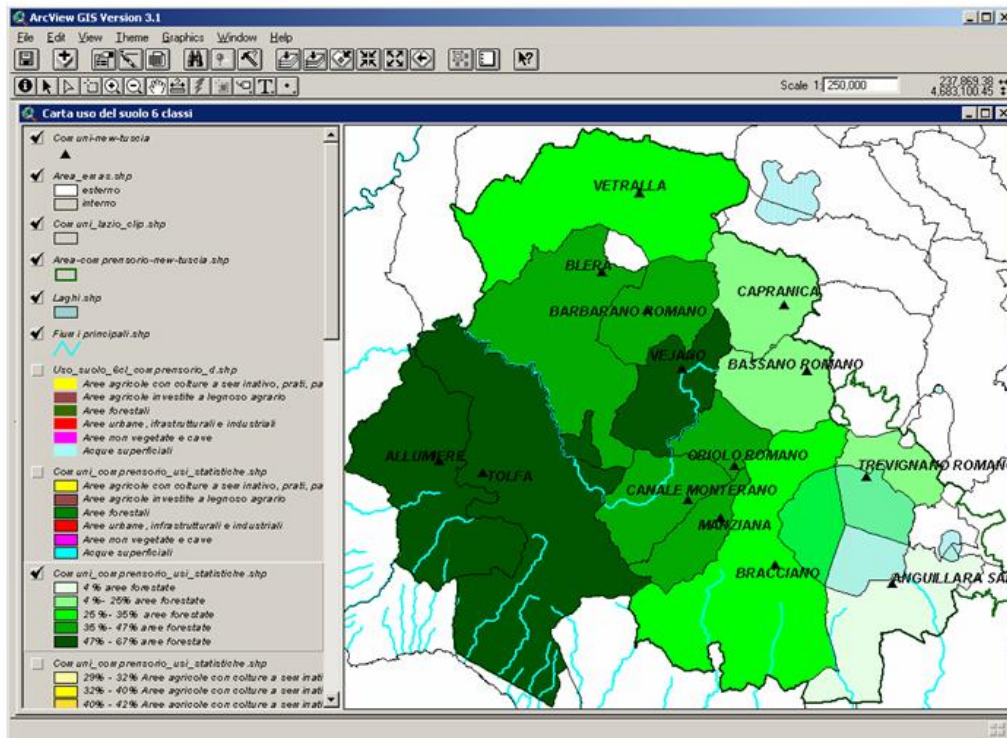 ArcView GIS Version 3.1
File Edit View Theme Graphics Window Help
Scale 1: 250,000
237,869.38
4,683,100.45
Carta uso del suolo 6 classi
Comuni-new-tuscia
Area_emas.shp
esterno
interno
Comuni_lazio_clip.shp
Area-comprensorio-new-tuscia.shp
Laghi.shp
Fiumi principali.shp
Uso_suolo_6cl_comprensorio_d.shp
Aree agricole con colture a seminativo, prati, pa
Aree agricole investite a legnoso agrario
Aree forestali
Aree urbane, ifrastrutturali e industriali
Aree non vegetate e cave
Acque superficiali
Comuni_comprensorio_usi_statistiche.shp
Aree agricole con colture a seminativo, prati, pa
Aree agricole investite a legnoso agrario
Aree forestali
Aree urbane, infrastrutturali e industriali
Aree non vegetate e cave
Acque superficiali
Comuni_comprensorio_usi_statistiche.shp
4 % aree forestate
4 %- 25% aree forestate
25 %- 35% aree forestate
35 %- 47% aree forestate
47% - 67% aree forestate
Comuni_comprensorio_usi_statistiche.shp
29% - 32% Aree agricole con colture a seminati
32% - 40% Aree agricole con colture a seminati
40% - 42% Aree agricole con colture a seminati
VETRALLA
BLERA
CAPRANICA
BARBARANO ROMANO
VEJANO
BASSANO ROMANO
ALLUMIERE
TOLFA
ORIOLO ROMANO
TREVIGNANO ROMANO
CANALE MONTERANO
MANZIANA
BRACCIANO
ANGUILLARA SA